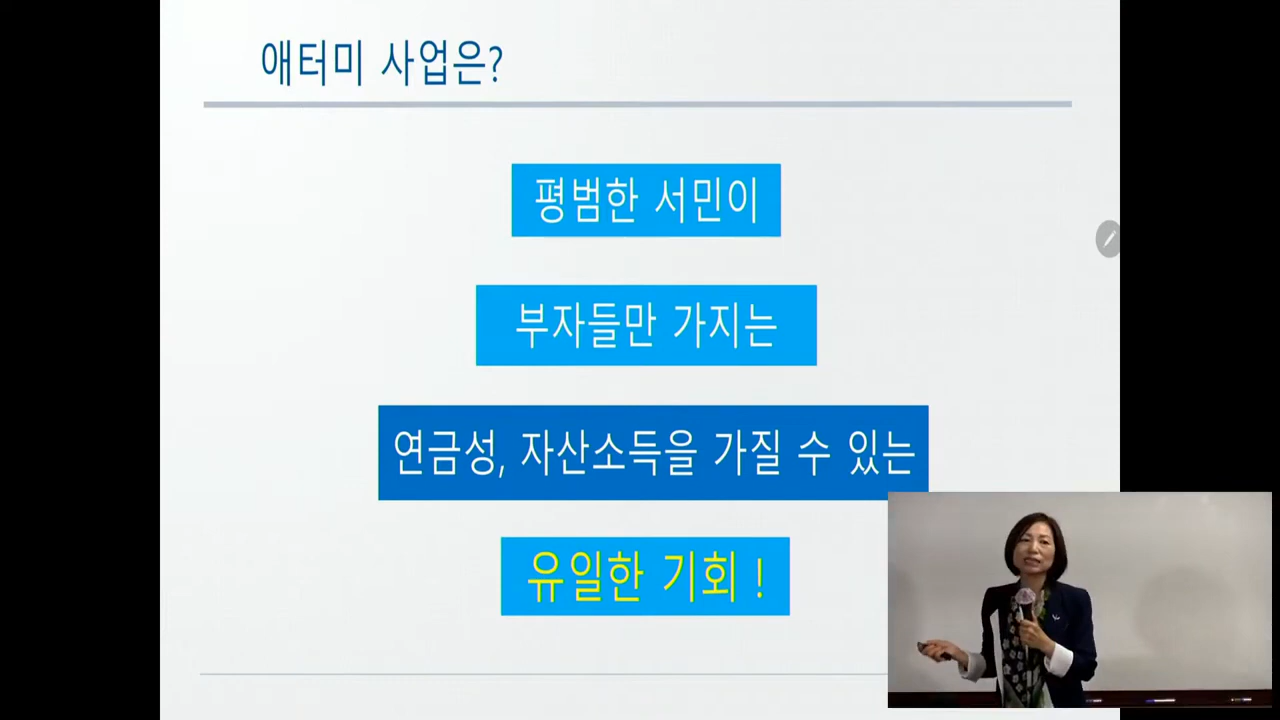 애터미 사업은?
평범한 서민이
부자들만 가지는
연금성, 자산소득을 가질 수 있는
유일한 기회 !